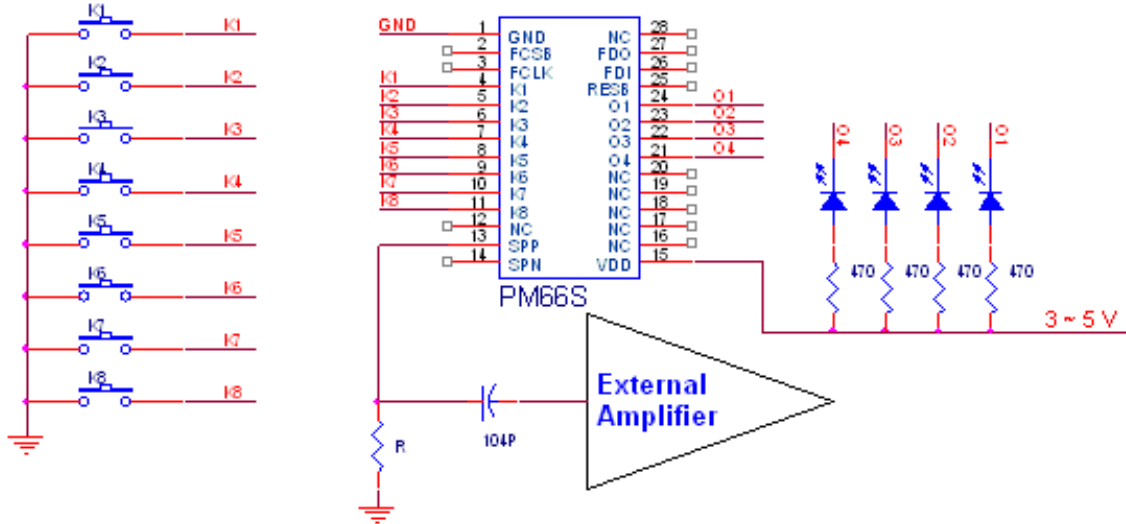 K1 K1
K2 K2
K3 K3
K4 K4
K5 K5
K6 K6
K7 K7
K8 K8
GND 1 GND NC 28
2 FCSB FDO 27
3 FCLK FDI 26
K1 4 K1 RESB 25
K2 5 K2 O1 24 O1
K3 6 K3 O2 23 O2
K4 7 K4 O3 22 O3
K5 8 K5 O4 21 O4
K6 9 K6 NC 20
K7 10 K7 NC 19
K8 11 K8 NC 18
12 NC NC 17
13 SPP NC 16
14 SPN VDD 15
PM66S
O4 O3 O2 O1
470 470 470 470
3 ~ 5 V
External
Amplifier
R
104P